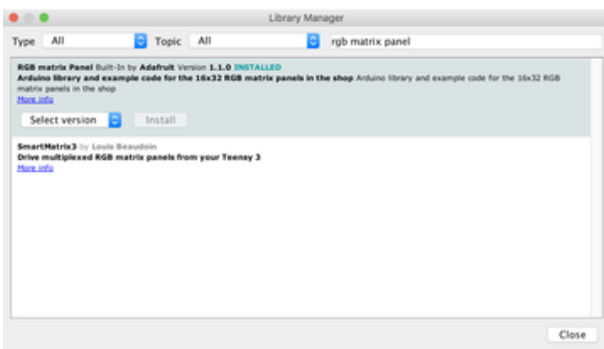 Library Manager
Type All Topic All rgb matrix panel
RGB matrix Panel Built-In by Adafruit Version 1.1.0 INSTALLED
Arduino library and example code for the 16x32 RGB matrix panels in the shop Arduino library and example code for the 16x32 RGB
matrix panels in the shop
More info
Select version Install
SmartMatrix3 by Louis Beaudoin
Drive multiplexed RGB matrix panels from your Teensy 3
More info
Close